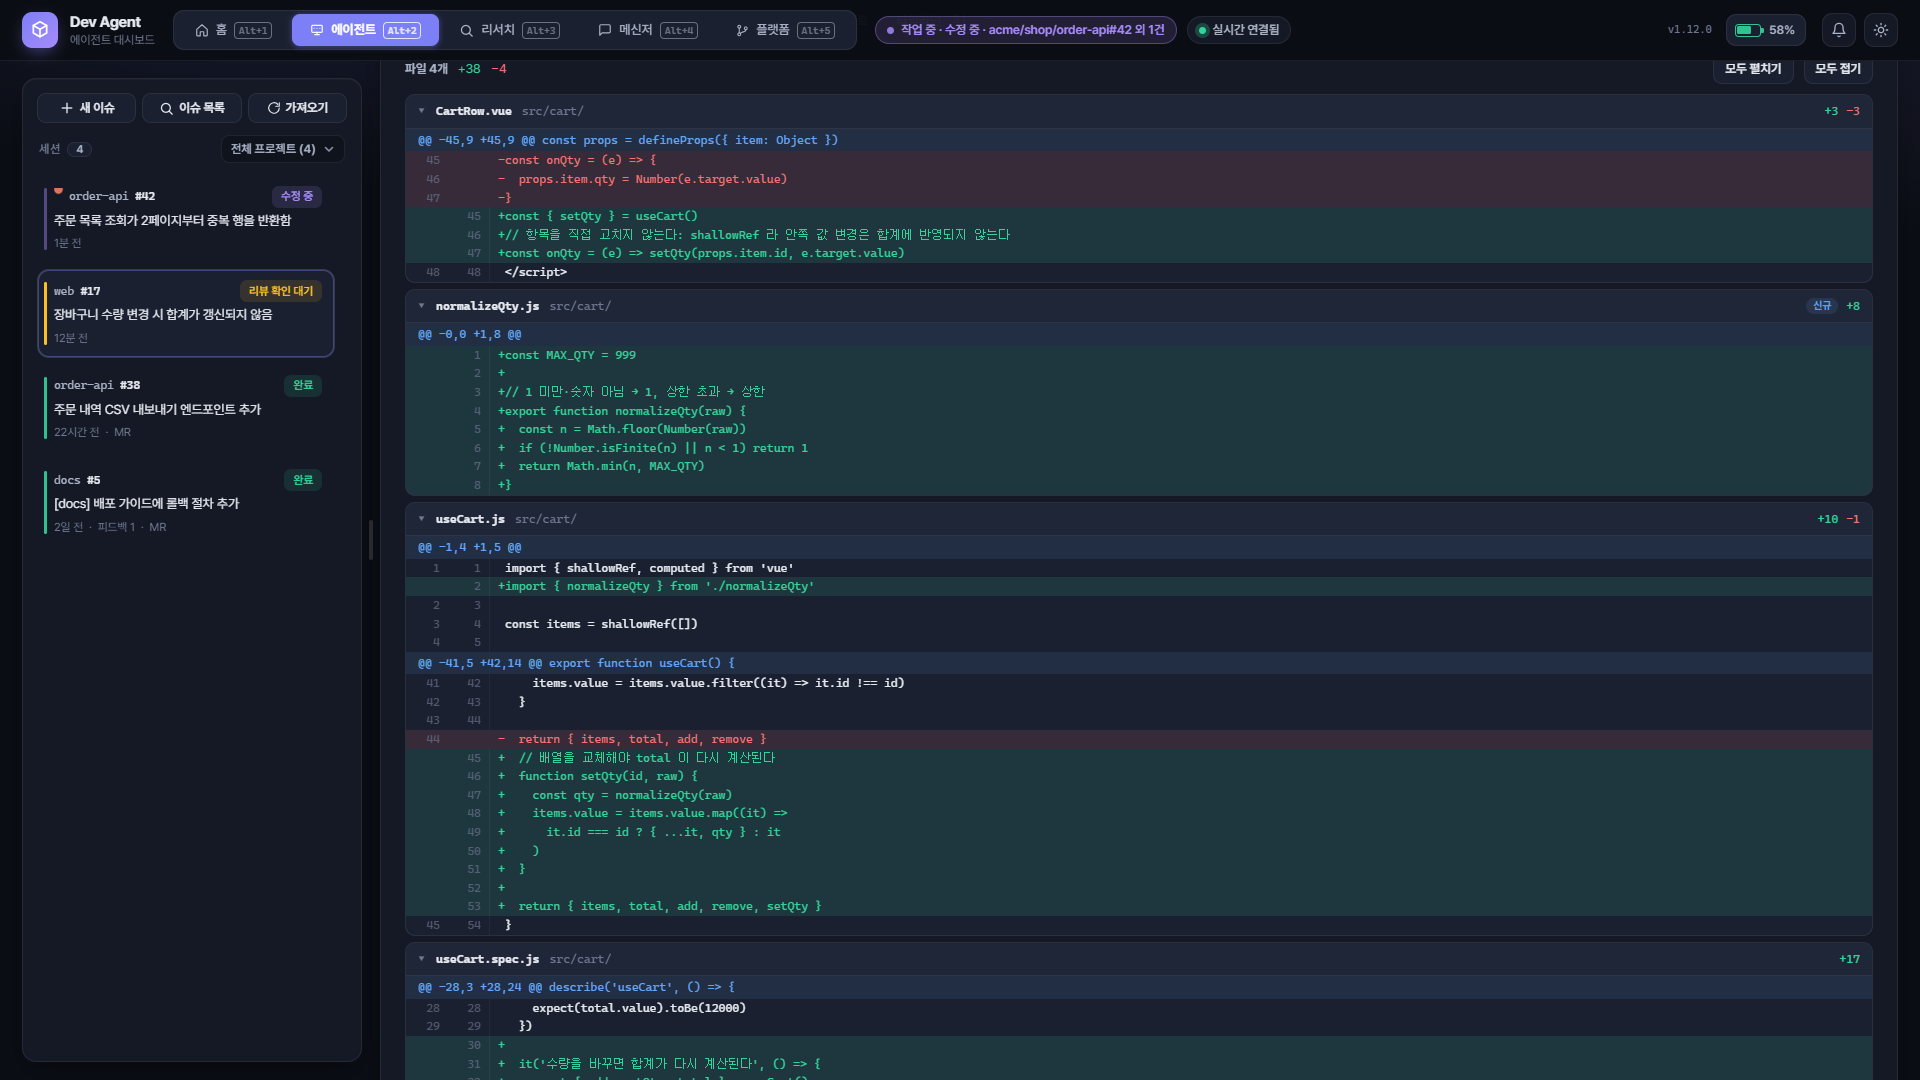 Dev Agent
에이전트 대시보드
홈 Alt+1
에이전트 Alt+2
리서치 Alt+3
메신저 Alt+4
플랫폼 Alt+5
작업 중 · 수정 중 · acme/shop/order-api#42 외 1건
실시간 연결됨
v1.12.0
58%
새 이슈
이슈 목록
가져오기
세션 4
전체 프로젝트 (4)
order-api #42 수정 중
주문 목록 조회가 2페이지부터 중복 행을 반환함
1분 전
web #17 리뷰 확인 대기
장바구니 수량 변경 시 합계가 갱신되지 않음
12분 전
order-api #38 완료
주문 내역 CSV 내보내기 엔드포인트 추가
22시간 전 · MR
docs #5 완료
[docs] 배포 가이드에 롤백 절차 추가
2일 전 · 피드백 1 · MR
파일 4개 +38 −4
모두 펼치기 모두 접기
CartRow.vue src/cart/ +3 −3
@@ -45,9 +45,9 @@ const props = defineProps({ item: Object })
45 -const onQty = (e) => {
46 -  props.item.qty = Number(e.target.value)
47 -}
45 +const { setQty } = useCart()
46 +// 항목을 직접 고치지 않는다: shallowRef 라 안쪽 값 변경은 합계에 반영되지 않는다
47 +const onQty = (e) => setQty(props.item.id, e.target.value)
48 48 </script>
normalizeQty.js src/cart/ 신규 +8
@@ -0,0 +1,8 @@
1 +const MAX_QTY = 999
2 +
3 +// 1 미만·숫자 아님 → 1, 상한 초과 → 상한
4 +export function normalizeQty(raw) {
5 +  const n = Math.floor(Number(raw))
6 +  if (!Number.isFinite(n) || n < 1) return 1
7 +  return Math.min(n, MAX_QTY)
8 +}
useCart.js src/cart/ +10 −1
@@ -1,4 +1,5 @@
1 1 import { shallowRef, computed } from 'vue'
2 +import { normalizeQty } from './normalizeQty'
2 3
3 4 const items = shallowRef([])
4 5
@@ -41,5 +42,14 @@ export function useCart() {
41 42     items.value = items.value.filter((it) => it.id !== id)
42 43   }
43 44
44 -  return { items, total, add, remove }
45 +  // 배열을 교체해야 total 이 다시 계산된다
46 +  function setQty(id, raw) {
47 +    const qty = normalizeQty(raw)
48 +    items.value = items.value.map((it) =>
49 +      it.id === id ? { ...it, qty } : it
50 +    )
51 +  }
52 +
53 +  return { items, total, add, remove, setQty }
45 54 }
useCart.spec.js src/cart/ +17
@@ -28,3 +28,24 @@ describe('useCart', () => {
28 28     expect(total.value).toBe(12000)
29 29   })
30 +
31 +  it('수량을 바꾸면 합계가 다시 계산된다', () => {